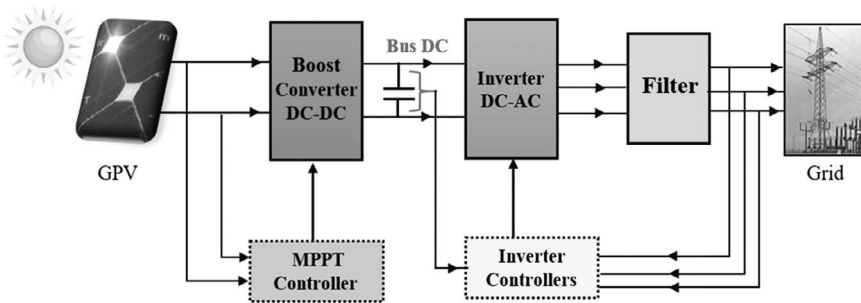 GPV
Boost
Converter
DC-DC
Bus DC
Inverter
DC-AC
Filter
Grid
MPPT
Controller
Inverter
Controllers